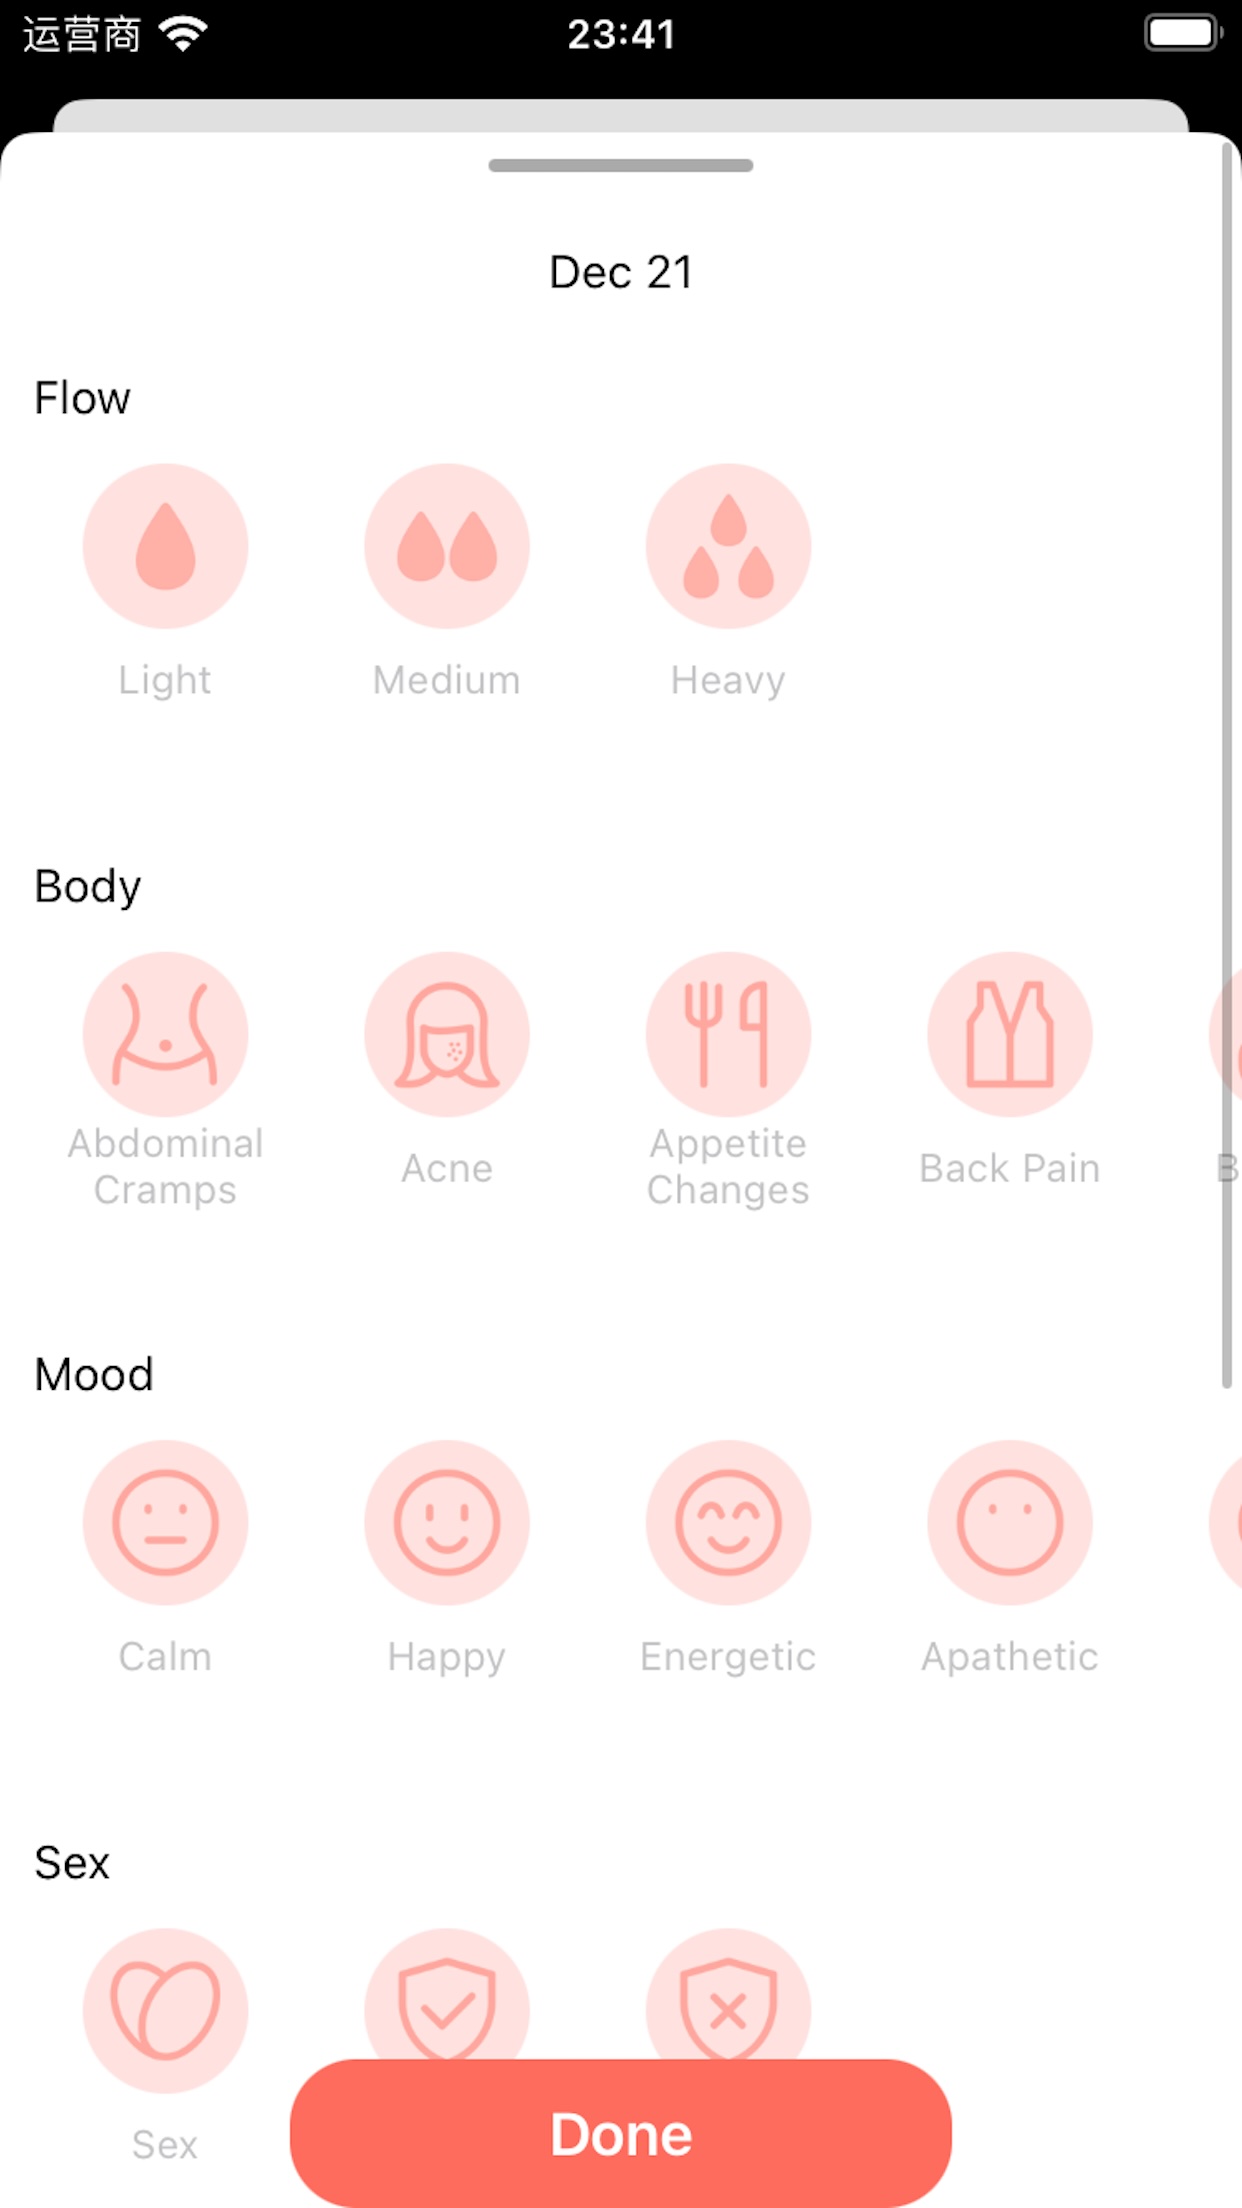 运营商
23:41
Dec 21
Flow
Light
Medium
Heavy
Body
Abdominal
Cramps
Acne
Appetite
Changes
Back Pain
Mood
Calm
Happy
Energetic
Apathetic
Sex
Sex
Done